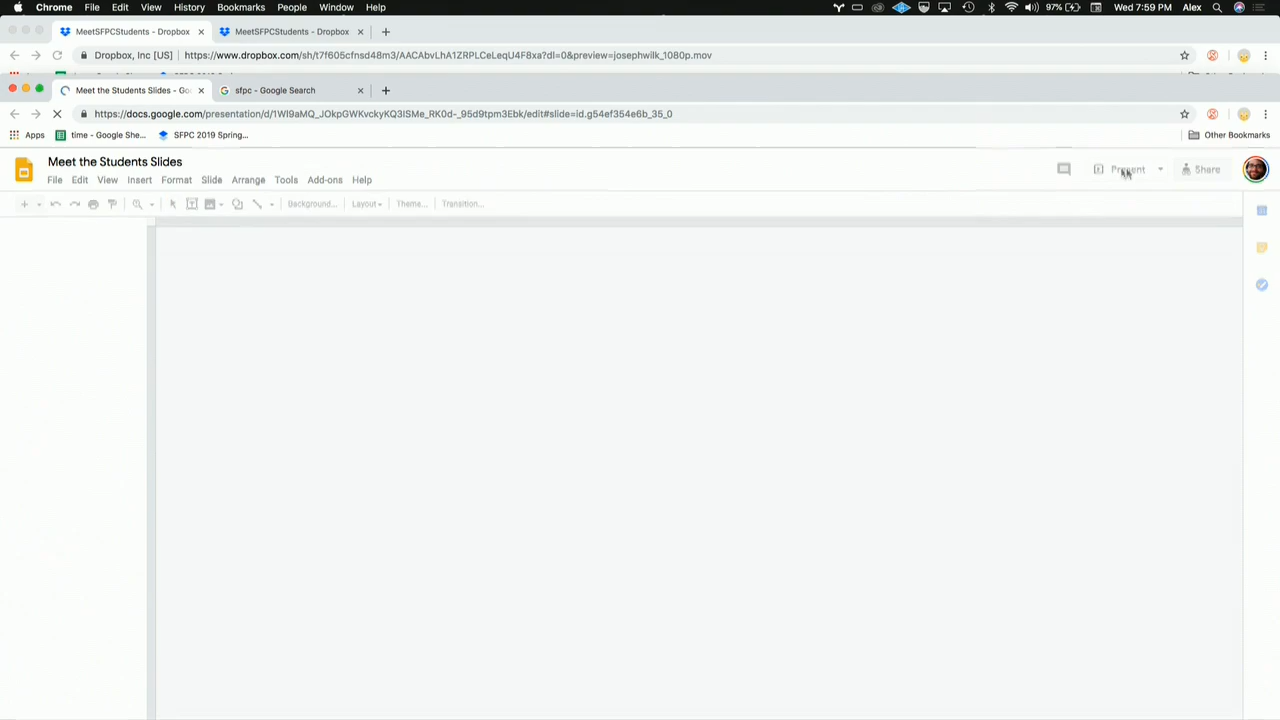 Chrome File Edit View History Bookmarks People Window Help 97% Wed 7:59 PM Alex
MeetSFPCStudents - Dropbox MeetSFPCStudents - Dropbox
Dropbox, Inc [US] https://www.dropbox.com/sh/t7f605cfnsd48m3/AACAbvLhA1ZRPLCeLeqU4F8xa?dl=0&preview=josephwilk_1080p.mov
Meet the Students Slides - Goo sfpc - Google Search
https://docs.google.com/presentation/d/1Wl9aMQ_JOkpGWKvckyKQ3ISMe_RK0d-_95d9tpm3Ebk/edit#slide=id.g54ef354e6b_35_0
Apps time - Google She... SFPC 2019 Spring... Other Bookmarks
Meet the Students Slides
Present Share
File Edit View Insert Format Slide Arrange Tools Add-ons Help
Background... Layout Theme... Transition...